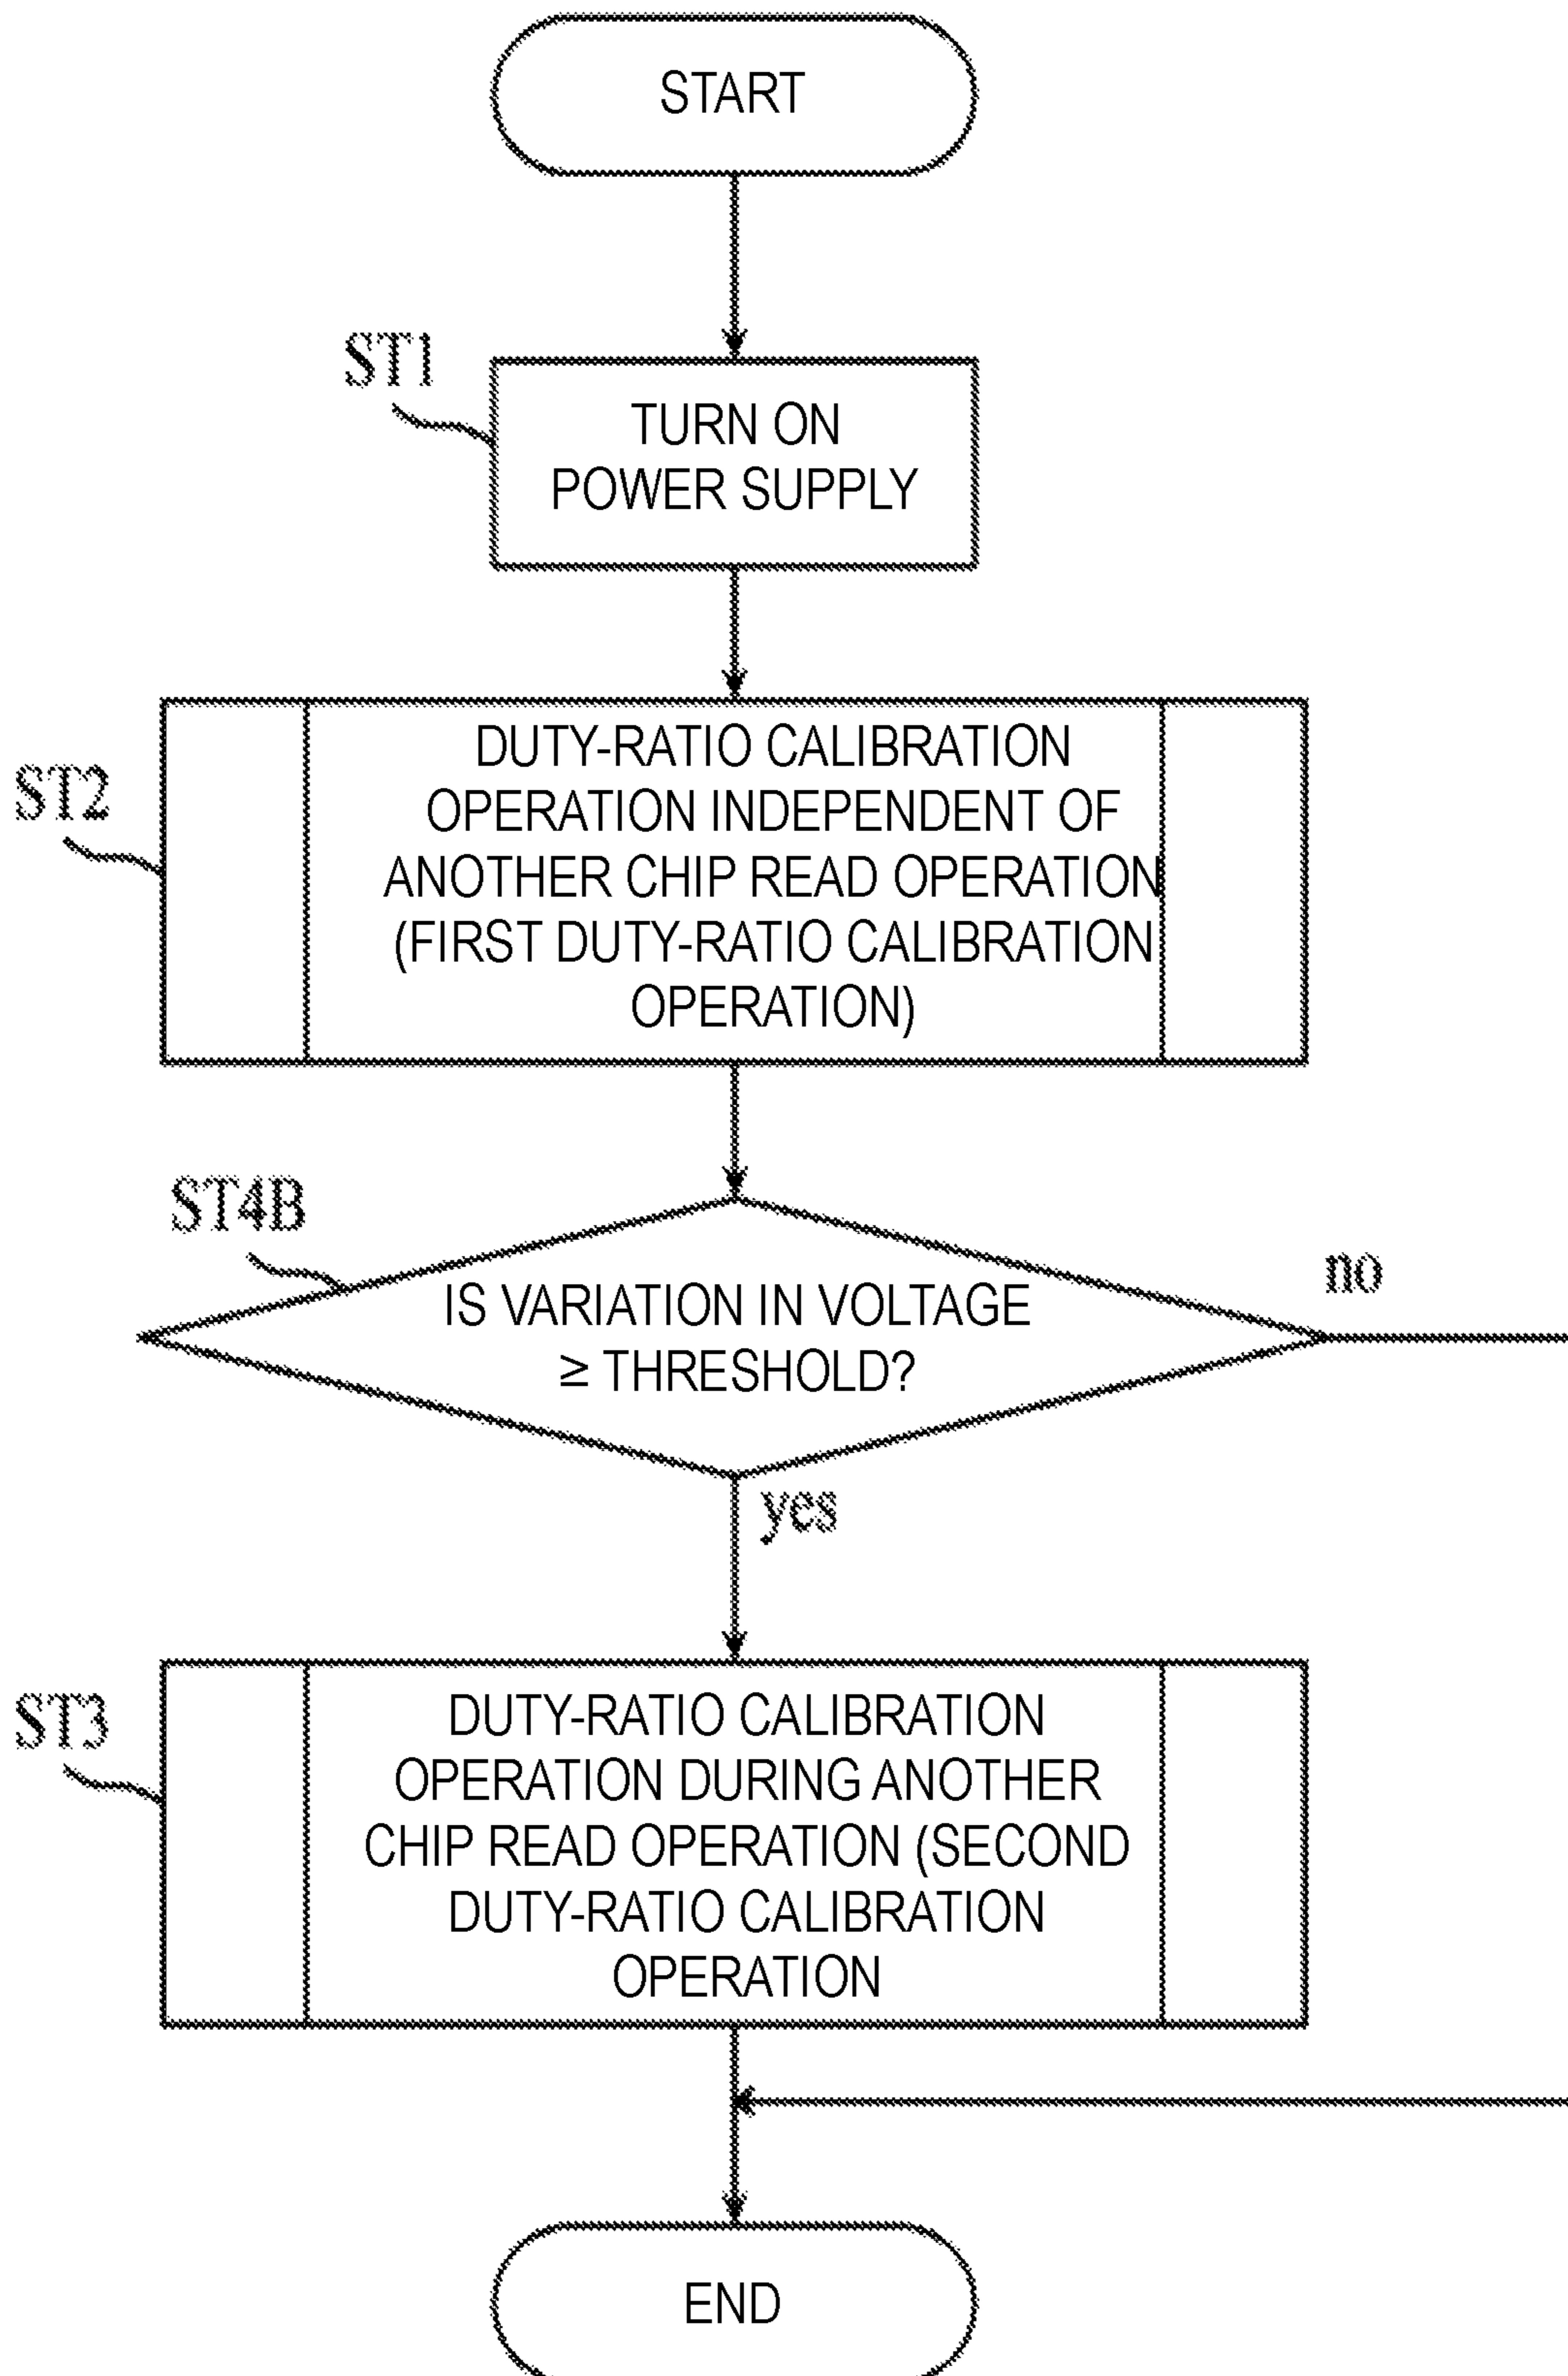 START
ST1
TURN ON
POWER SUPPLY
ST2
DUTY-RATIO CALIBRATION
OPERATION INDEPENDENT OF
ANOTHER CHIP READ OPERATION
(FIRST DUTY-RATIO CALIBRATION
OPERATION)
ST4B
IS VARIATION IN VOLTAGE
≥ THRESHOLD?
no
yes
ST3
DUTY-RATIO CALIBRATION
OPERATION DURING ANOTHER
CHIP READ OPERATION (SECOND
DUTY-RATIO CALIBRATION
OPERATION
END